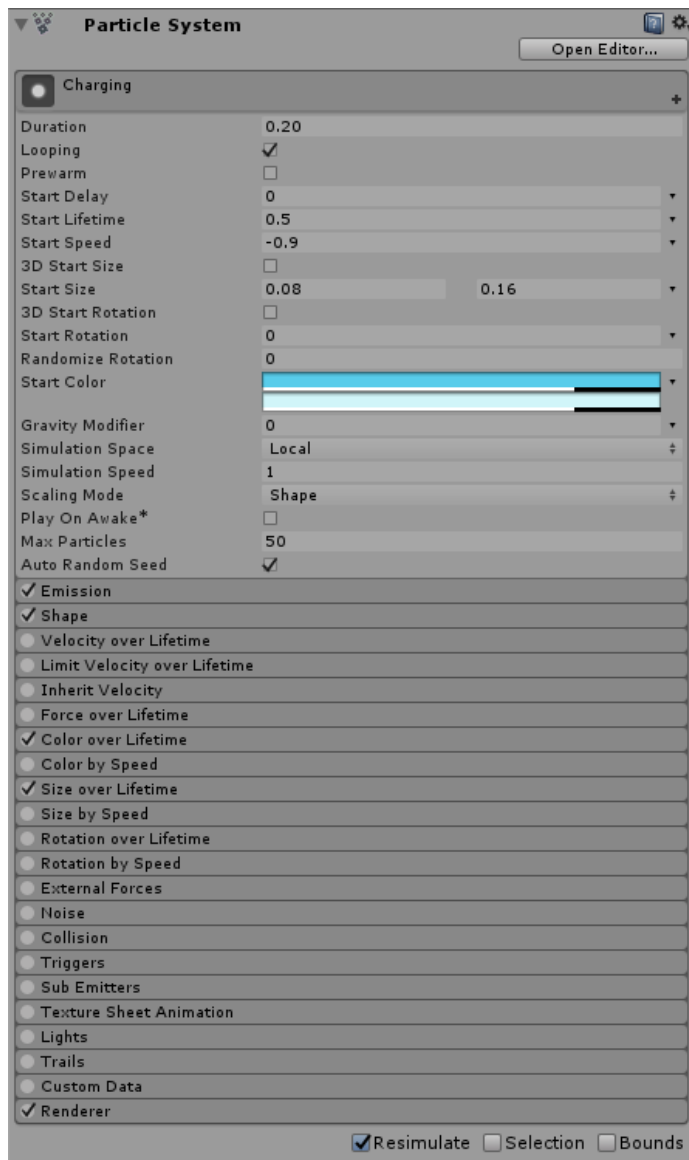 Particle System
Open Editor...
Charging
Duration 0.20
Looping
Prewarm
Start Delay 0
Start Lifetime 0.5
Start Speed -0.9
3D Start Size
Start Size 0.08 0.16
3D Start Rotation
Start Rotation 0
Randomize Rotation 0
Start Color
Gravity Modifier 0
Simulation Space Local
Simulation Speed 1
Scaling Mode Shape
Play On Awake*
Max Particles 50
Auto Random Seed
Emission
Shape
Velocity over Lifetime
Limit Velocity over Lifetime
Inherit Velocity
Force over Lifetime
Color over Lifetime
Color by Speed
Size over Lifetime
Size by Speed
Rotation over Lifetime
Rotation by Speed
External Forces
Noise
Collision
Triggers
Sub Emitters
Texture Sheet Animation
Lights
Trails
Custom Data
Renderer
Resimulate Selection Bounds